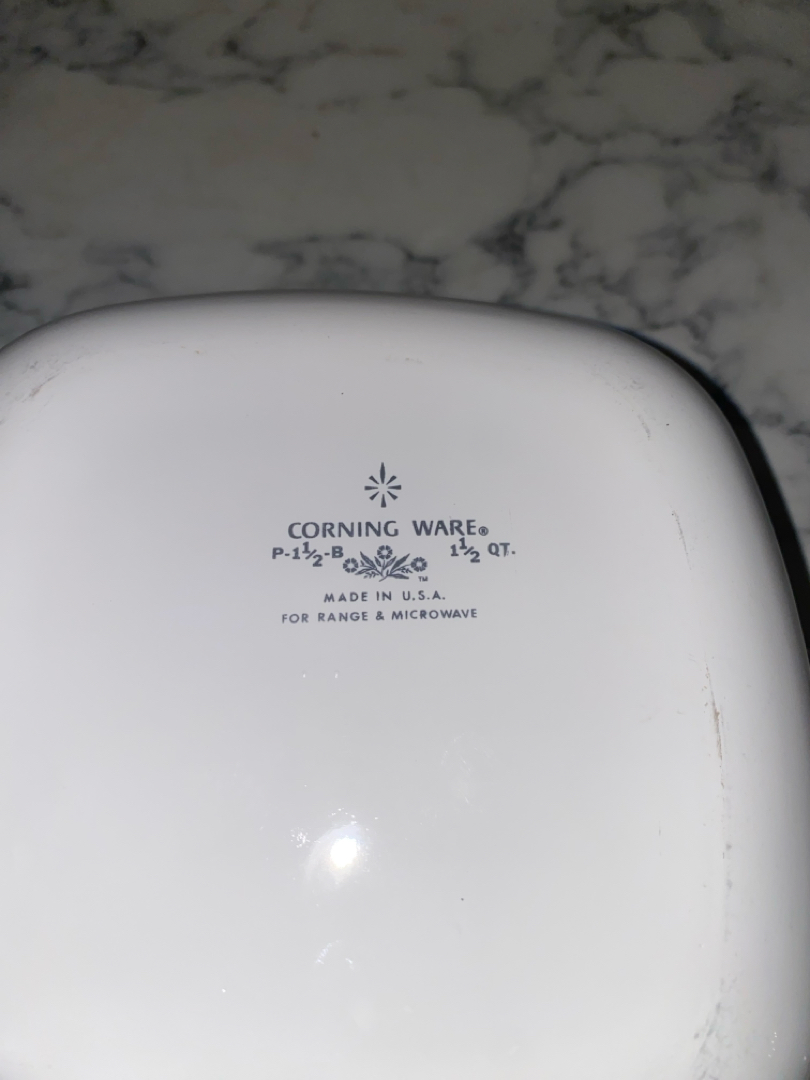 CORNING WARE®
P-1½-B 1½ QT.
TM
MADE IN U.S.A.
FOR RANGE & MICROWAVE